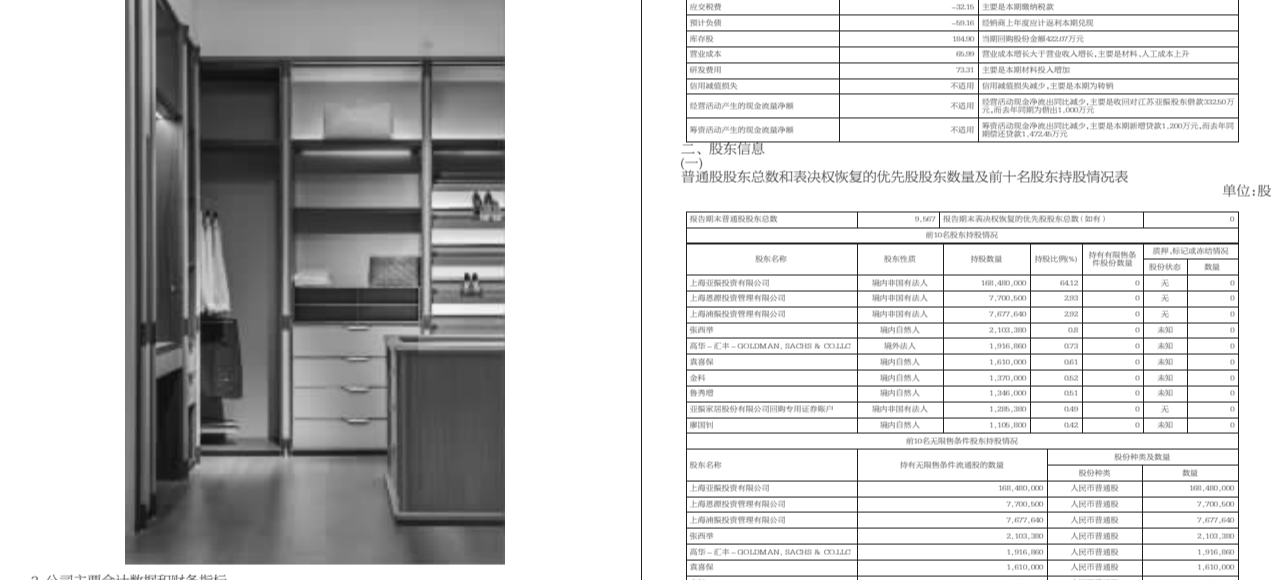 2. 公司主要会计数据和财务指标
应交税费 -32.15 主要是本期缴纳税款
预计负债 -59.16 经销商上年度应计返利本期兑现
库存股 184.90 当期回购股份金额422.07万元
营业成本 65.99 营业成本增长大于营业收入增长,主要是材料,人工成本上升
研发费用 73.31 主要是本期材料投入增加
信用减值损失 不适用 信用减值损失减少,主要是本期为转销
经营活动产生的现金流量净额 不适用 经营活动现金净流出同比减少,主要是收回对江苏亚振股东借款332.50万
元,而去年同期为借出1,000万元
筹资活动产生的现金流量净额 不适用 筹资活动现金净流出同比减少,主要是本期新增贷款1,200万元,而去年同
期偿还贷款1,472.45万元
二、股东信息
(一)
普通股股东总数和表决权恢复的优先股股东数量及前十名股东持股情况表
单位:股
报告期末普通股股东总数 9,567 报告期末表决权恢复的优先股股东总数(如有) 0
前10名股东持股情况
股东名称 股东性质 持股数量 持股比例(%) 持有有限售条
件股份数量 质押,标记或冻结情况
股份状态 数量
上海亚振投资有限公司 境内非国有法人 168,480,000 64.12 0 无 0
上海恩源投资管理有限公司 境内非国有法人 7,700,500 2.93 0 无 0
上海浦振投资管理有限公司 境内非国有法人 7,677,640 2.92 0 无 0
张西举 境内自然人 2,103,380 0.8 0 未知 0
高华-汇丰-GOLDMAN, SACHS & CO.LLC 境外法人 1,916,860 0.73 0 未知 0
袁喜保 境内自然人 1,610,000 0.61 0 未知 0
金科 境内自然人 1,370,000 0.52 0 未知 0
鲁秀增 境内自然人 1,346,000 0.51 0 未知 0
亚振家居股份有限公司回购专用证券账户 境内非国有法人 1,285,380 0.49 0 无 0
廖国钊 境内自然人 1,105,800 0.42 0 未知 0
前10名无限售条件股东持股情况
股东名称 持有无限售条件流通股的数量 股份种类及数量
股份种类 数量
上海亚振投资有限公司 168,480,000 人民币普通股 168,480,000
上海恩源投资管理有限公司 7,700,500 人民币普通股 7,700,500
上海浦振投资管理有限公司 7,677,640 人民币普通股 7,677,640
张西举 2,103,380 人民币普通股 2,103,380
高华-汇丰-GOLDMAN, SACHS & CO.LLC 1,916,860 人民币普通股 1,916,860
袁喜保 1,610,000 人民币普通股 1,610,000